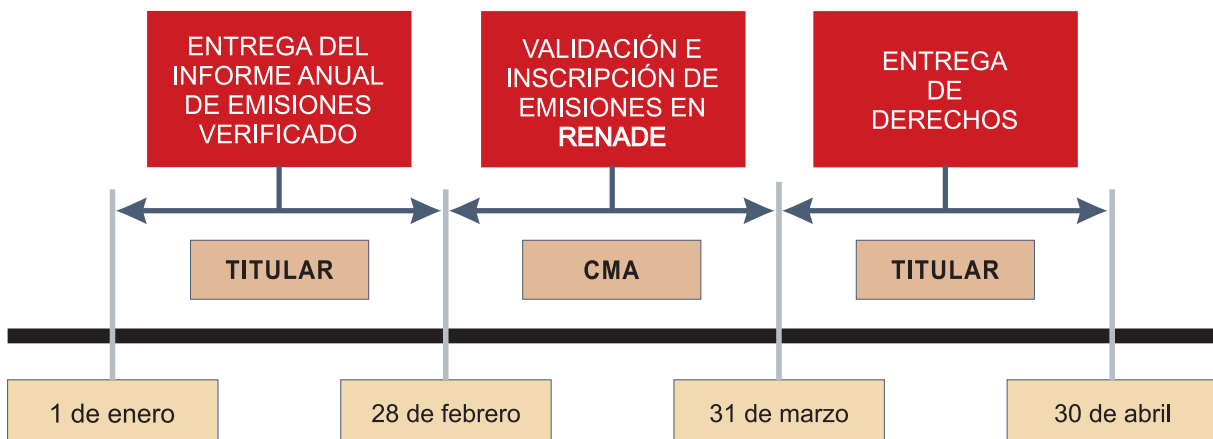 ENTREGA DEL
INFORME ANUAL
DE EMISIONES
VERIFICADO
VALIDACIÓN E
INSCRIPCIÓN DE
EMISIONES EN
RENADE
ENTREGA
DE
DERECHOS
TITULAR
CMA
TITULAR
1 de enero
28 de febrero
31 de marzo
30 de abril